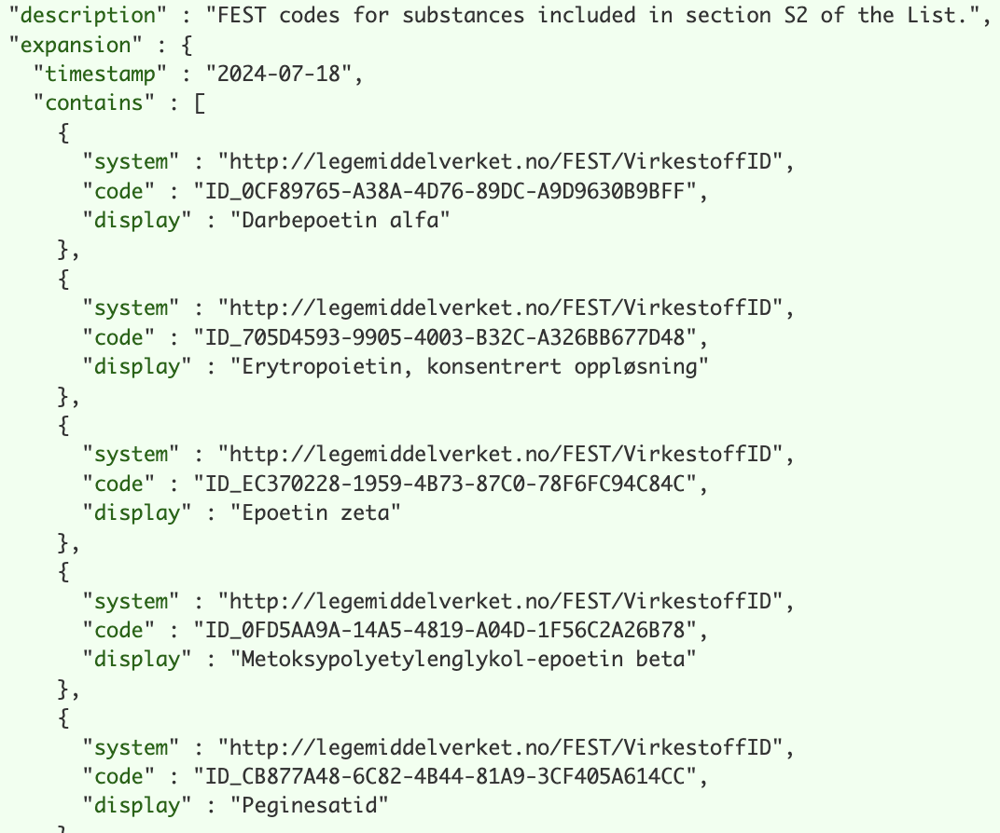 "description" : "FEST codes for substances included in section S2 of the List.",
"expansion" : {
"timestamp" : "2024-07-18",
"contains" : [
{
"system" : "http://legemiddelverket.no/FEST/VirkestoffID",
"code" : "ID_0CF89765-A38A-4D76-89DC-A9D9630B9BFF",
"display" : "Darbepoetin alfa"
},
{
"system" : "http://legemiddelverket.no/FEST/VirkestoffID",
"code" : "ID_705D4593-9905-4003-B32C-A326BB677D48",
"display" : "Erytropoietin, konsentrert oppløsning"
},
{
"system" : "http://legemiddelverket.no/FEST/VirkestoffID",
"code" : "ID_EC370228-1959-4B73-87C0-78F6FC94C84C",
"display" : "Epoetin zeta"
},
{
"system" : "http://legemiddelverket.no/FEST/VirkestoffID",
"code" : "ID_0FD5AA9A-14A5-4819-A04D-1F56C2A26B78",
"display" : "Metoksypolyetylenglykol-epoetin beta"
},
{
"system" : "http://legemiddelverket.no/FEST/VirkestoffID",
"code" : "ID_CB877A48-6C82-4B44-81A9-3CF405A614CC",
"display" : "Peginesatid"